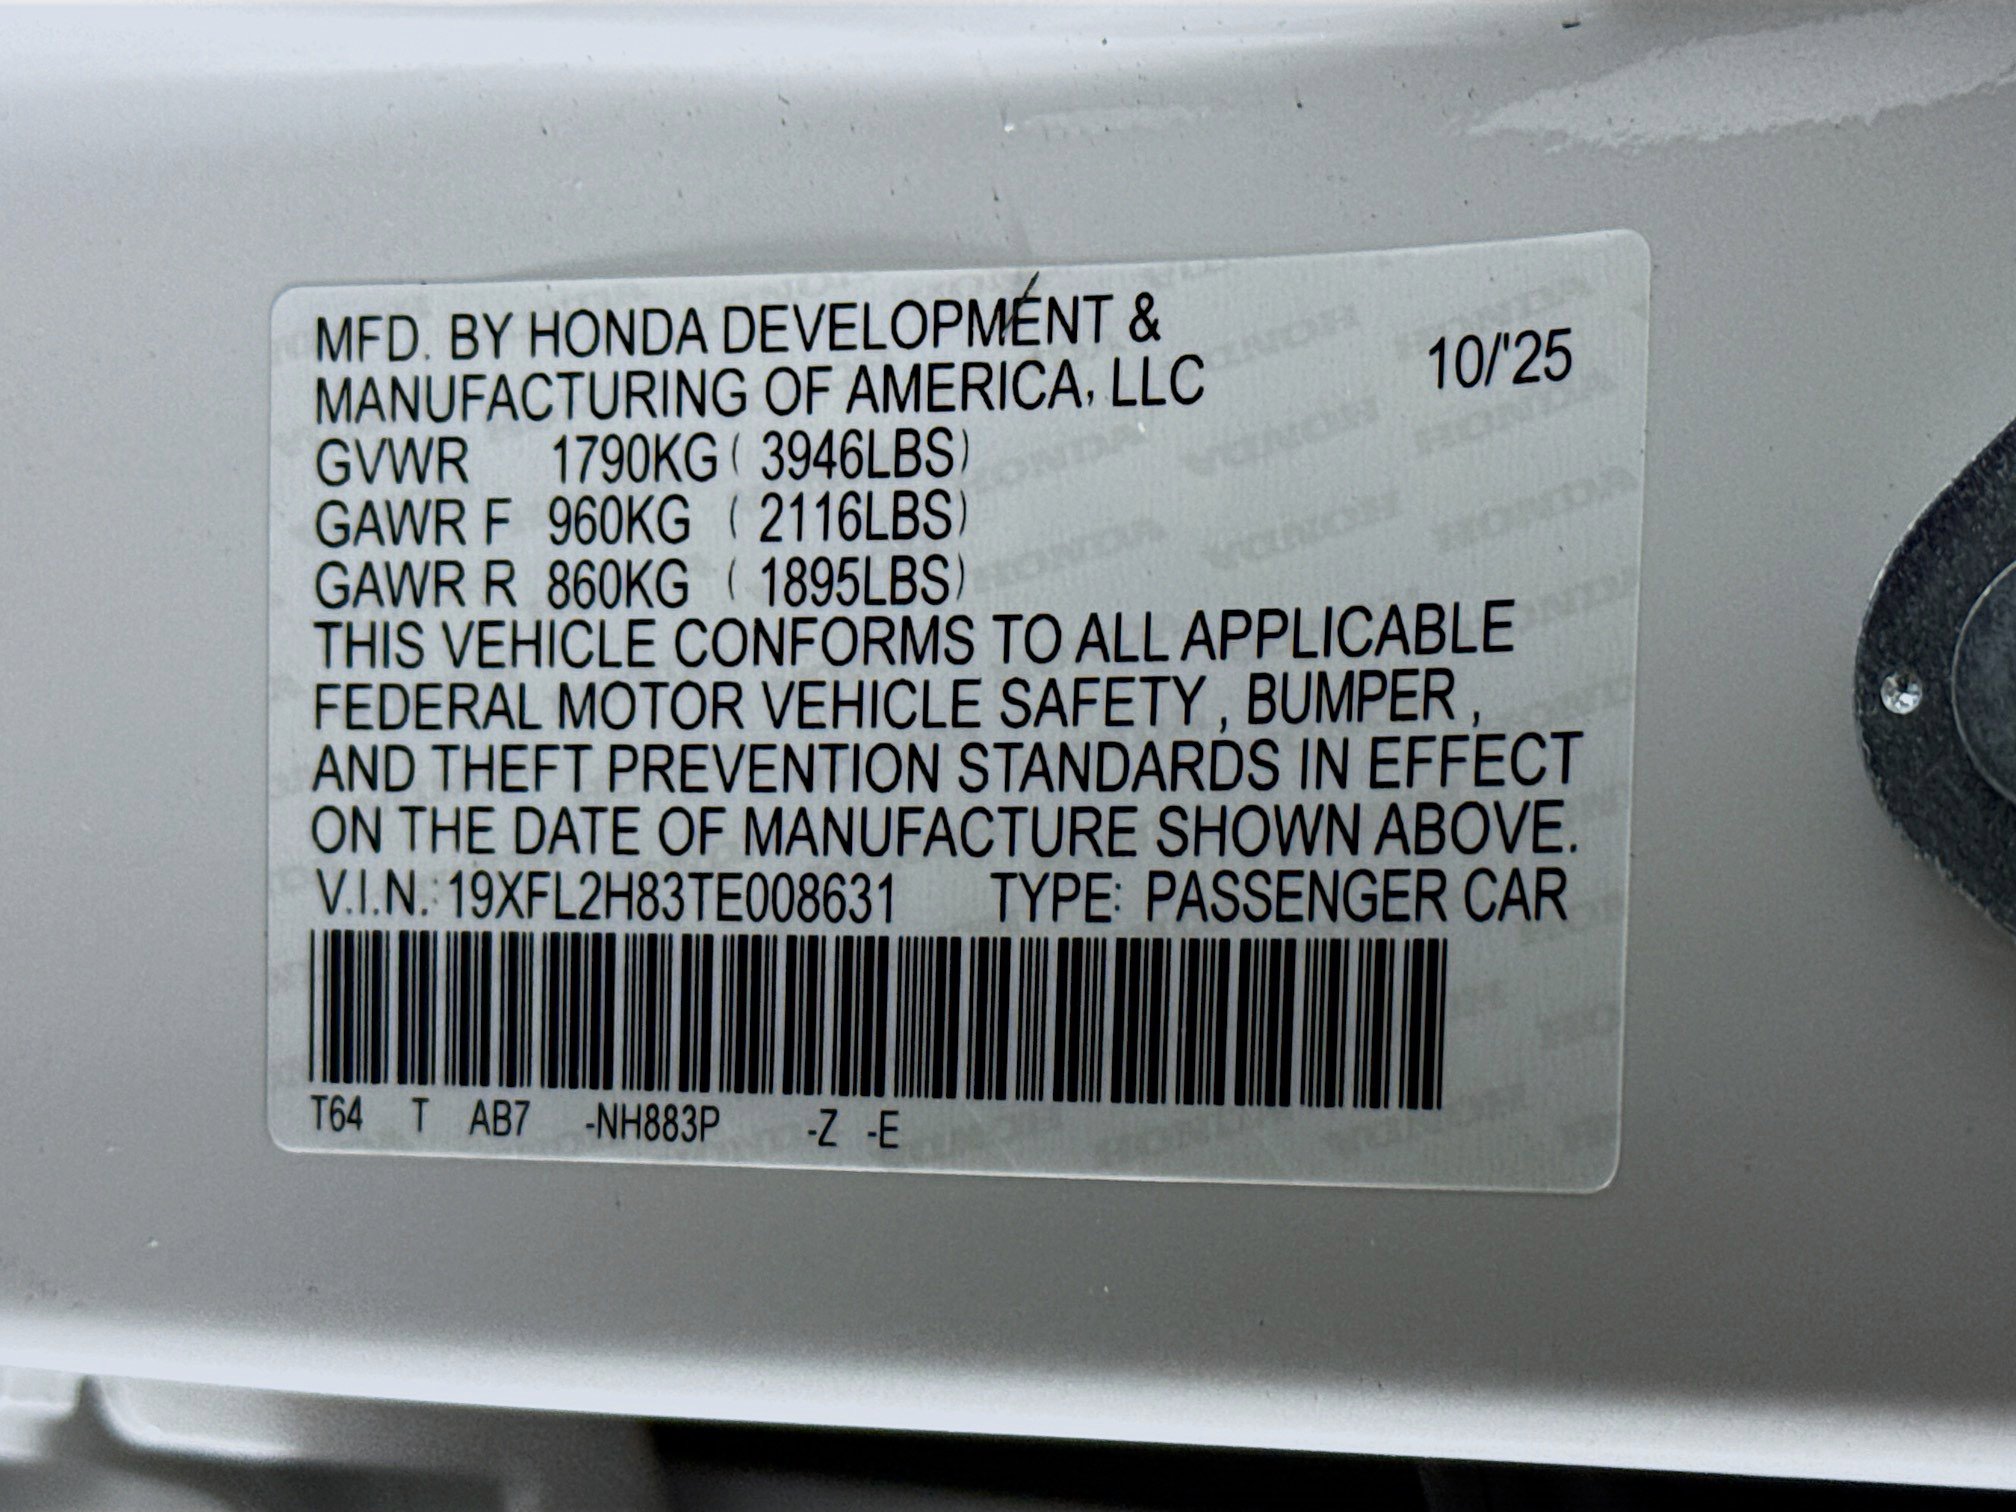 MFD. BY HONDA DEVELOPMENT &
MANUFACTURING OF AMERICA, LLC 10/'25
GVWR 1790KG ( 3946LBS)
GAWR F 960KG ( 2116LBS)
GAWR R 860KG ( 1895LBS)
THIS VEHICLE CONFORMS TO ALL APPLICABLE
FEDERAL MOTOR VEHICLE SAFETY , BUMPER ,
AND THEFT PREVENTION STANDARDS IN EFFECT
ON THE DATE OF MANUFACTURE SHOWN ABOVE.
V.I.N.: 19XFL2H83TE008631 TYPE: PASSENGER CAR
T64 T AB7 -NH883P -Z -E